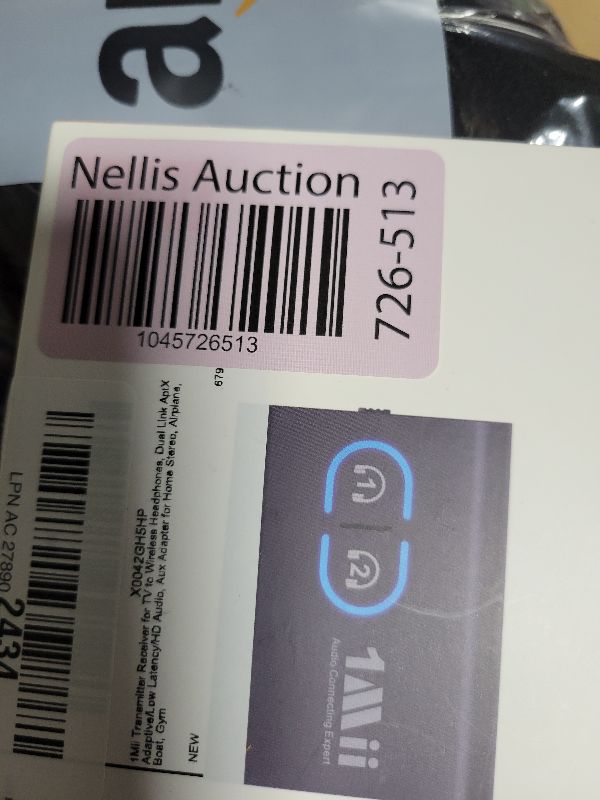 a
Nellis Auction
1045726513
726-513
679
LPN AC 27890
2434
X0042GH5HP
1Mii Transmitter Receiver for TV to Wireless Headphones, Dual Link AptX
Adaptive/Low Latency/HD Audio, Aux Adapter for Home Stereo, Airplane,
Boat, Gym
NEW
1
2
1Mii
Audio Connecting Expert